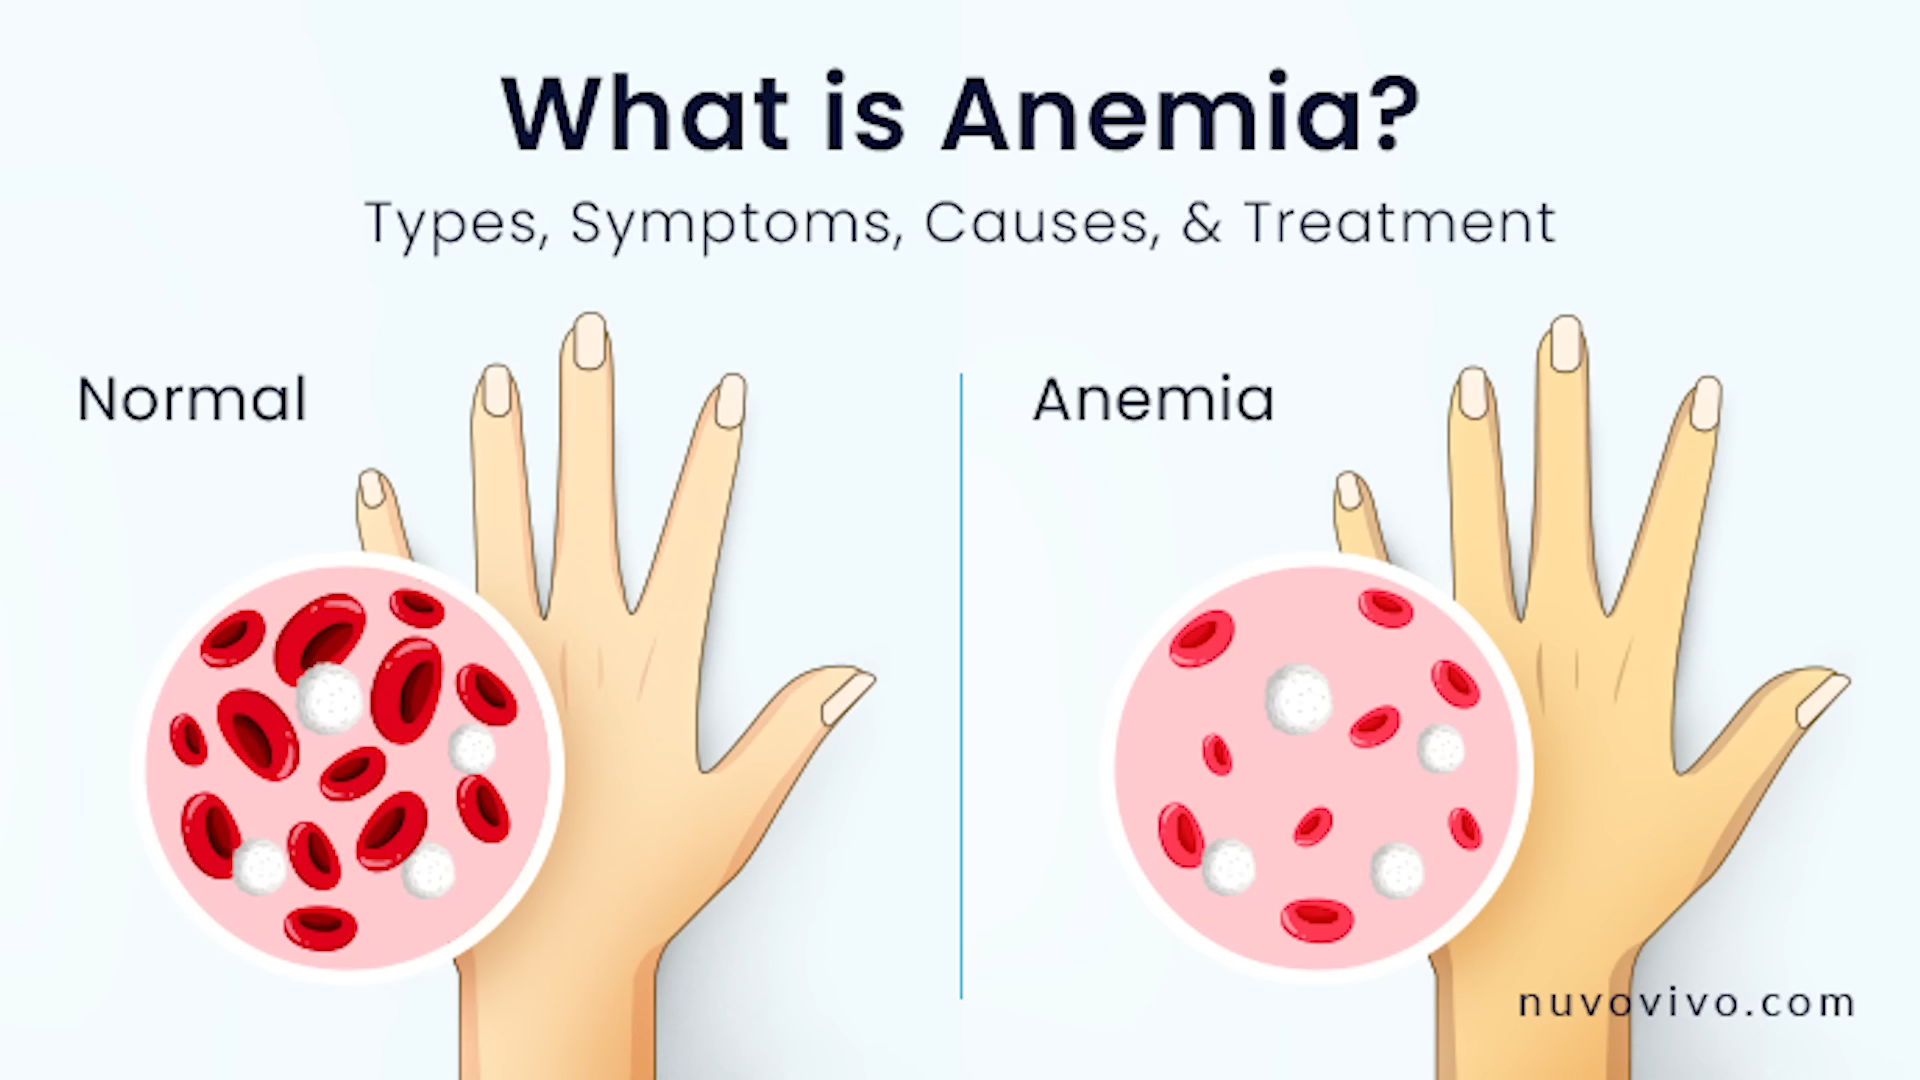 What is Anemia?
Types, Symptoms, Causes, & Treatment
Normal
Anemia
nuvovivo.com